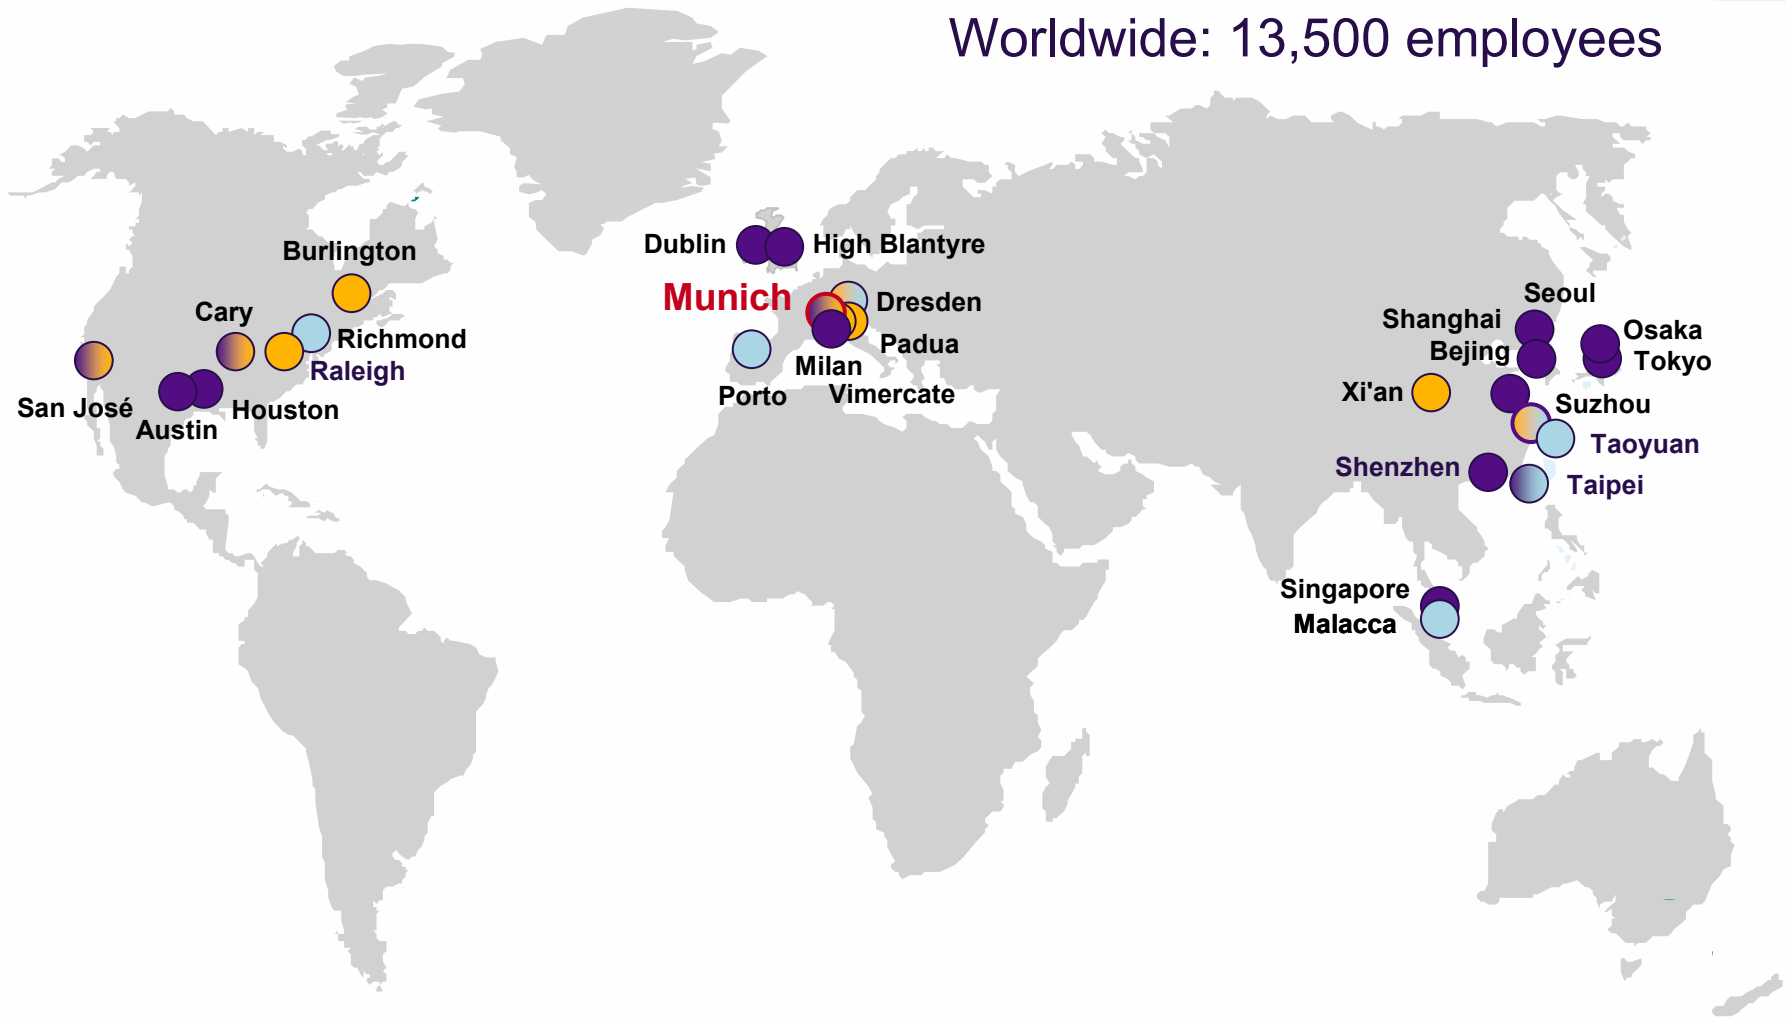 Worldwide: 13,500 employees
Burlington
Cary
Richmond
Raleigh
San José
Houston
Austin
Dublin
High Blantyre
Munich
Dresden
Padua
Milan
Porto
Vimercate
Seoul
Shanghai
Osaka
Bejing
Tokyo
Xi'an
Suzhou
Taoyuan
Shenzhen
Taipei
Singapore
Malacca